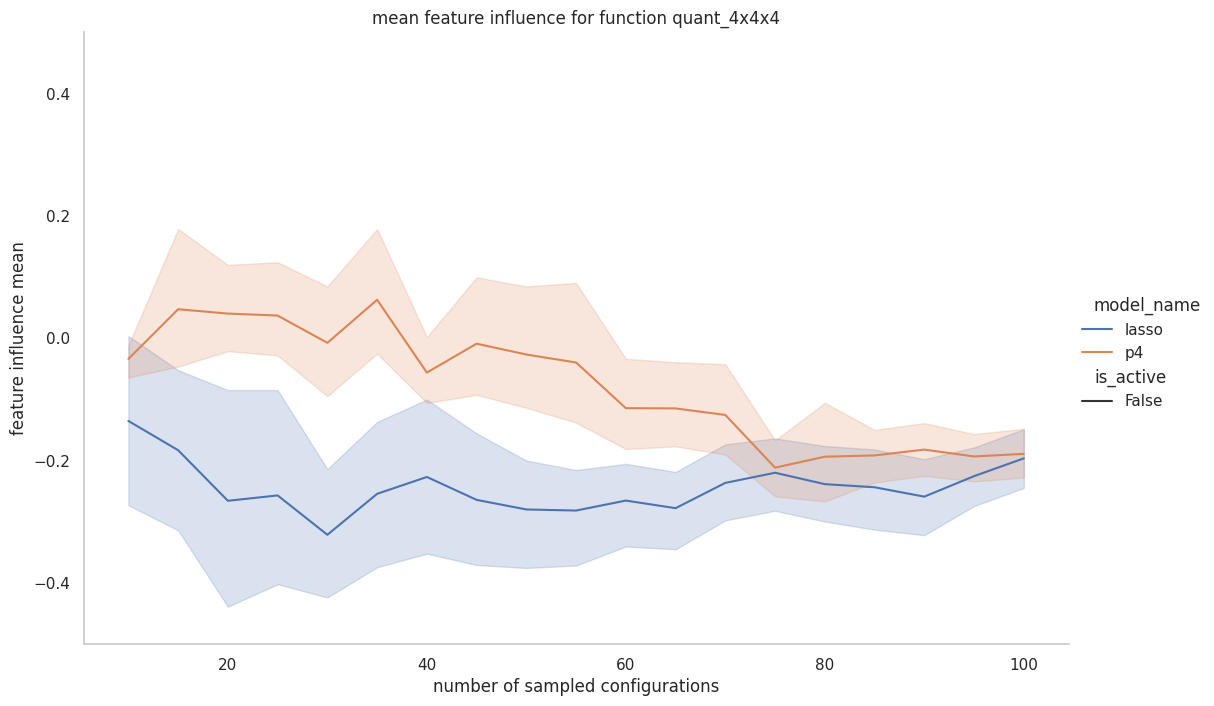 mean feature influence for function quant_4x4x4
feature influence mean
0.4
0.2
0.0
−0.2
−0.4
20
40
60
80
100
number of sampled configurations
model_name
lasso
p4
is_active
False